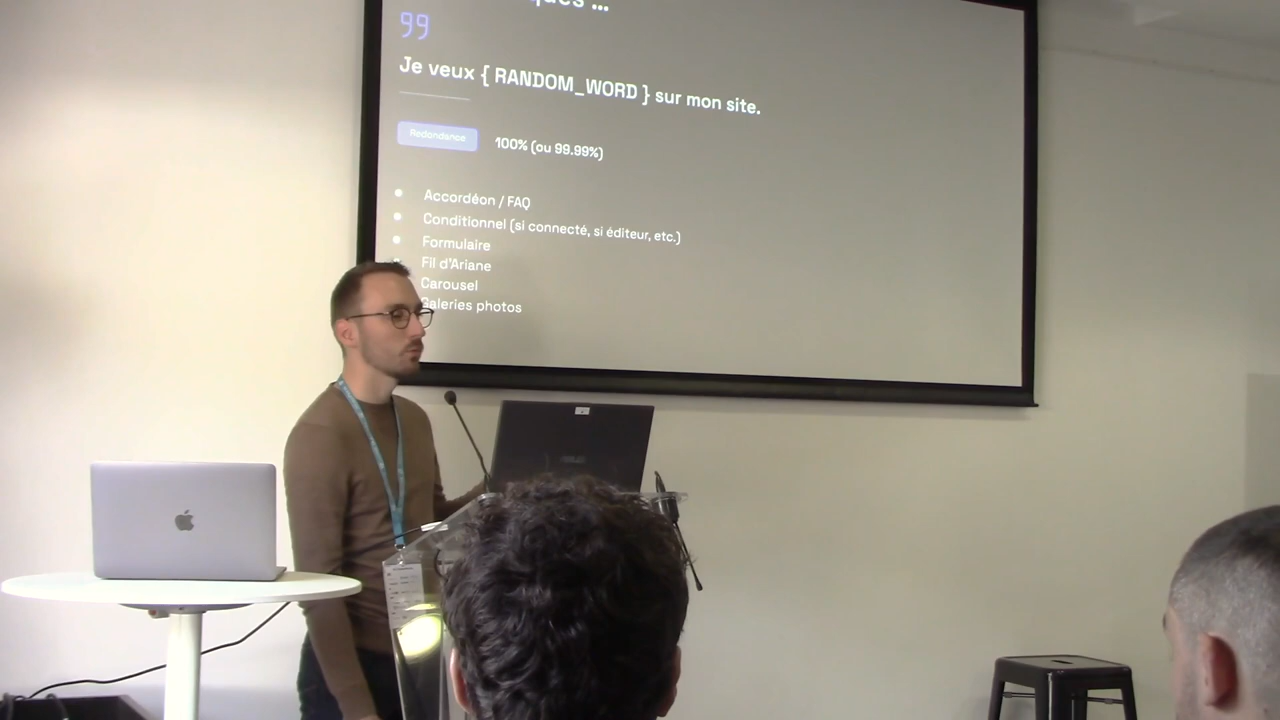 Je veux { RANDOM_WORD } sur mon site.
Redondance 100% (ou 99.99%)
Accordéon / FAQ
Conditionnel (si connecté, si éditeur, etc.)
Formulaire
Fil d'Ariane
Carousel
Galeries photos